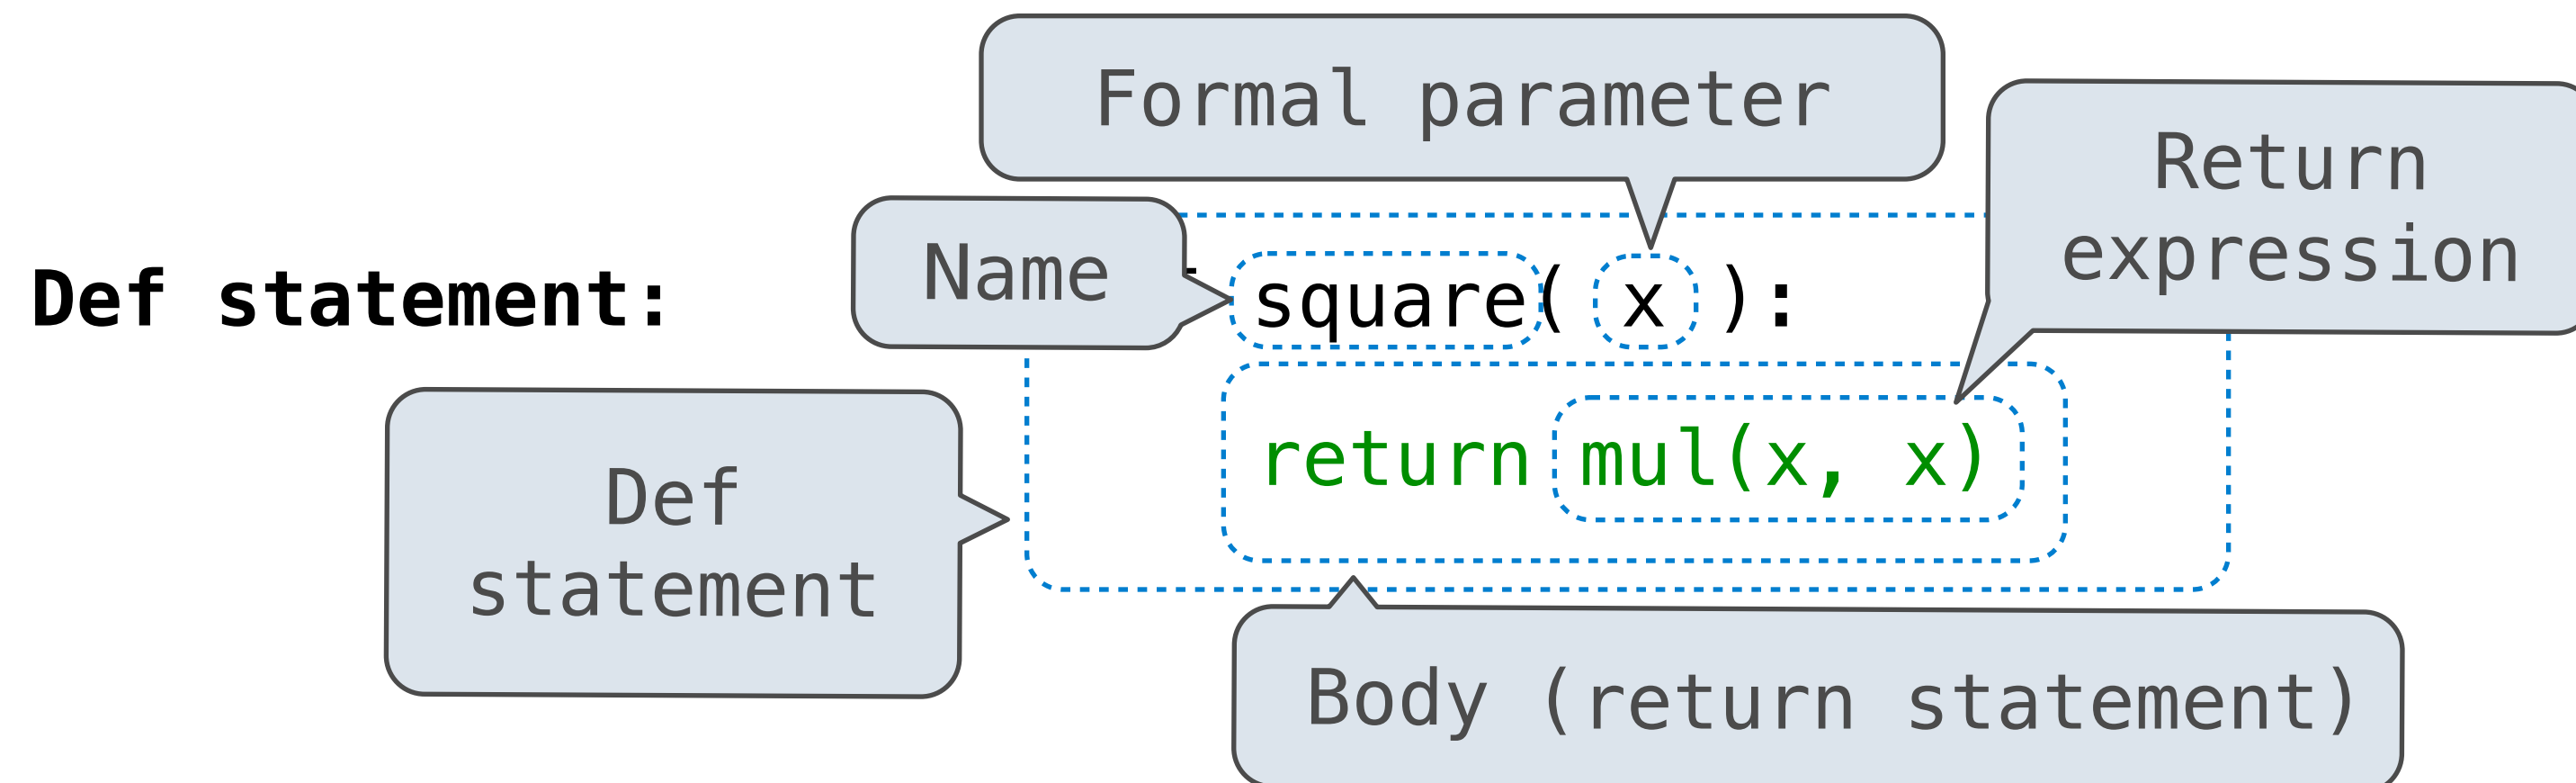 Formal parameter
Return
expression
Name
Def statement:
square( x ):
Def
statement
return mul(x, x)
Body (return statement)